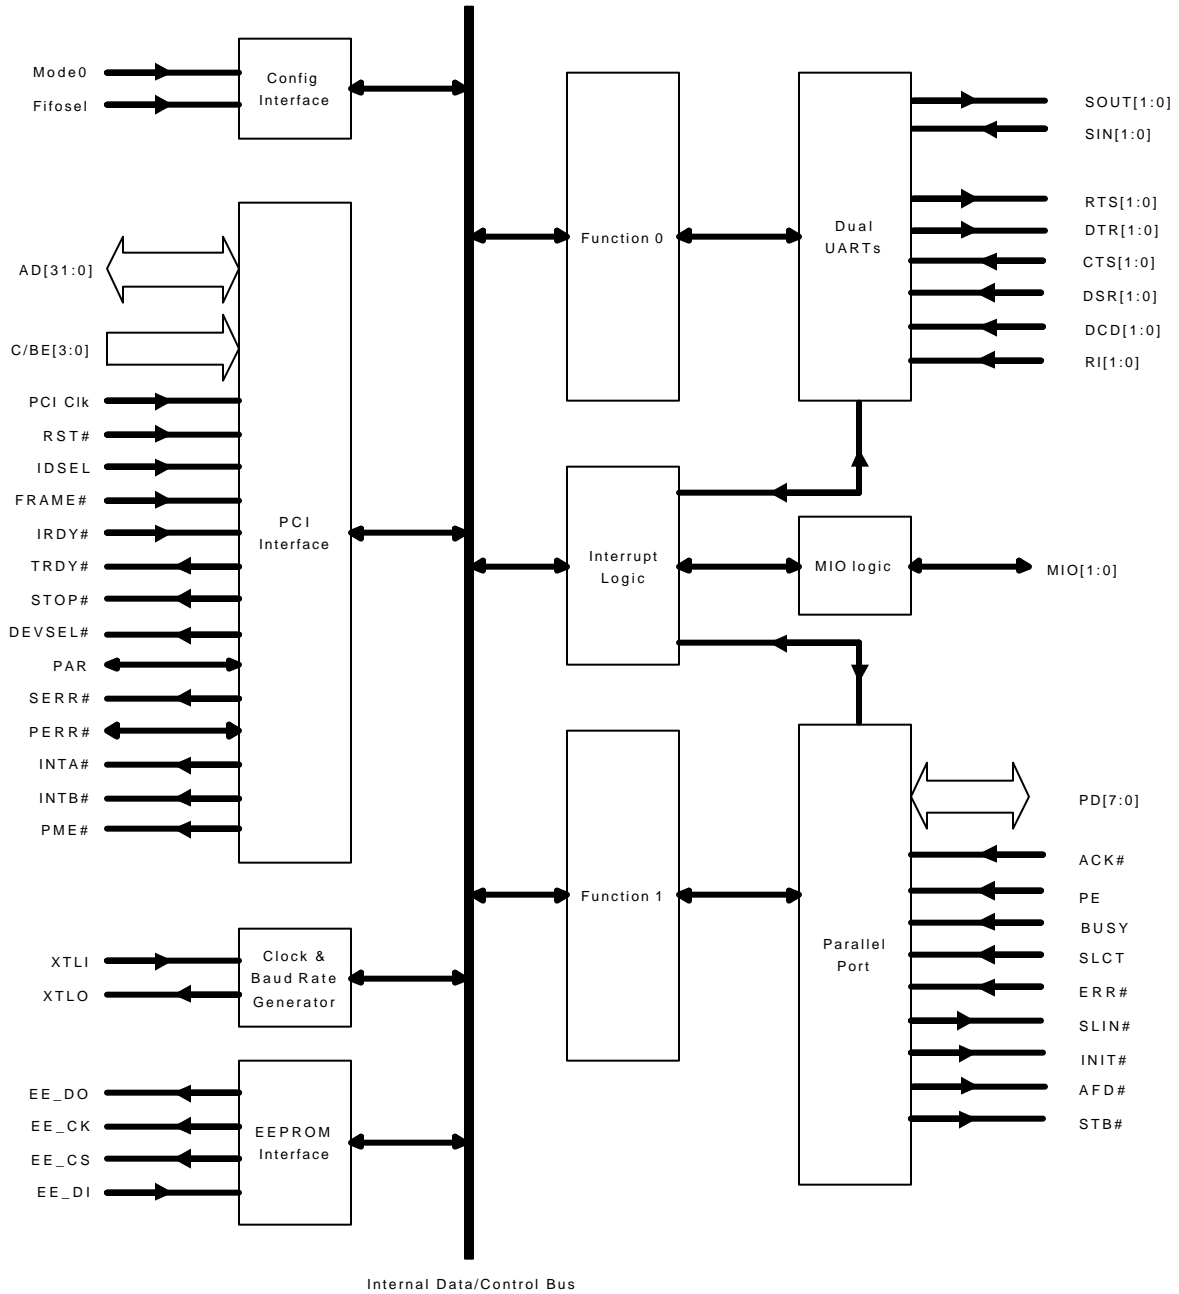 Mode0
Fifosel
Config
Interface
AD[31:0]
C/BE[3:0]
PCI Clk
RST#
IDSEL
FRAME#
IRDY#
TRDY#
STOP#
DEVSEL#
PAR
SERR#
PERR#
INTA#
INTB#
PME#
PCI
Interface
XTLI
XTLO
Clock &
Baud Rate
Generator
EE_DO
EE_CK
EE_CS
EE_DI
EEPROM
Interface
Internal Data/Control Bus
Function 0
Dual
UARTs
SOUT[1:0]
SIN[1:0]
RTS[1:0]
DTR[1:0]
CTS[1:0]
DSR[1:0]
DCD[1:0]
RI[1:0]
Interrupt
Logic
MIO logic
MIO[1:0]
Function 1
Parallel
Port
PD[7:0]
ACK#
PE
BUSY
SLCT
ERR#
SLIN#
INIT#
AFD#
STB#